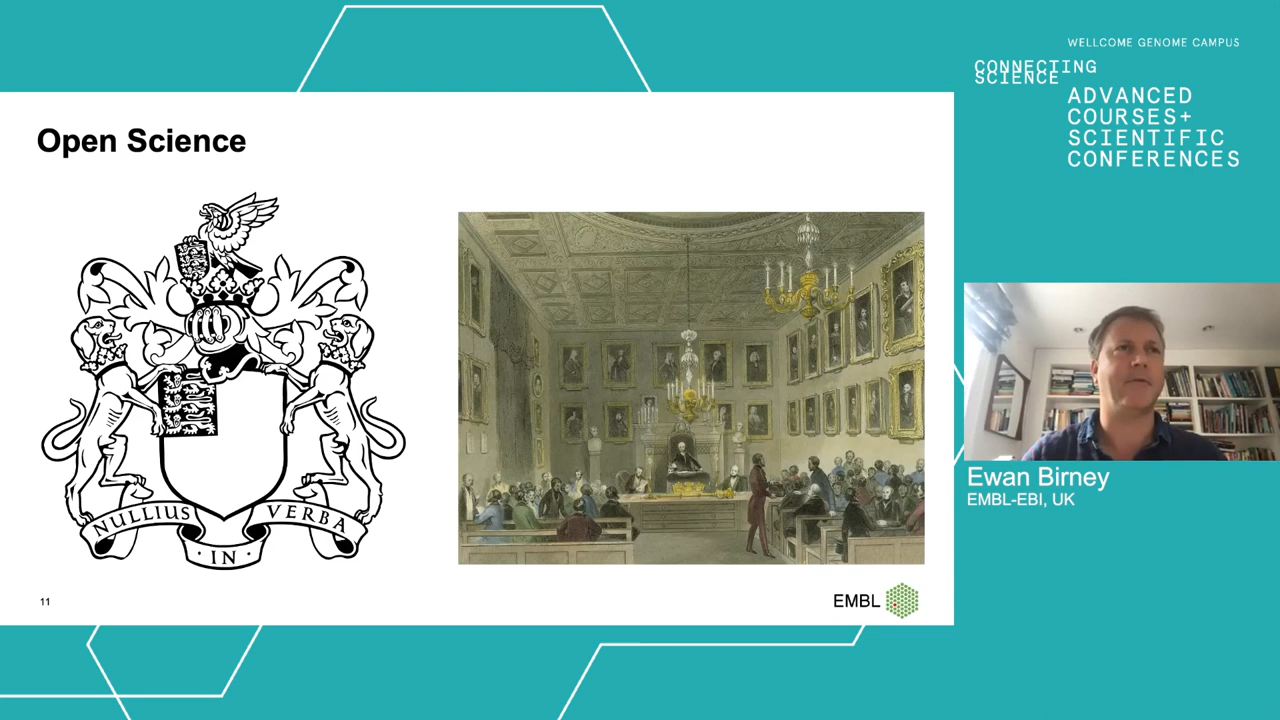 WELLCOME GENOME CAMPUS
CONNECTING
SCIENCE
ADVANCED
COURSES+
SCIENTIFIC
CONFERENCES
Open Science
NULLIUS
IN
VERBA
11
EMBL
Ewan Birney
EMBL-EBI, UK